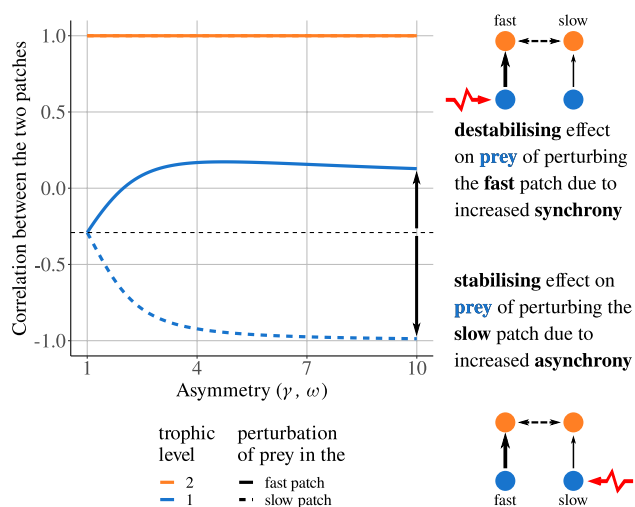 Correlation between the two patches
1.0
0.5
0.0
-0.5
-1.0
1
4
7
10
Asymmetry (γ, ω)
fast slow
destabilising effect
on prey of perturbing
the fast patch due to
increased synchrony
stabilising effect on
prey of perturbing the
slow patch due to
increased asynchrony
fast slow
trophic
level
2
1
perturbation
of prey in the
fast patch
slow patch